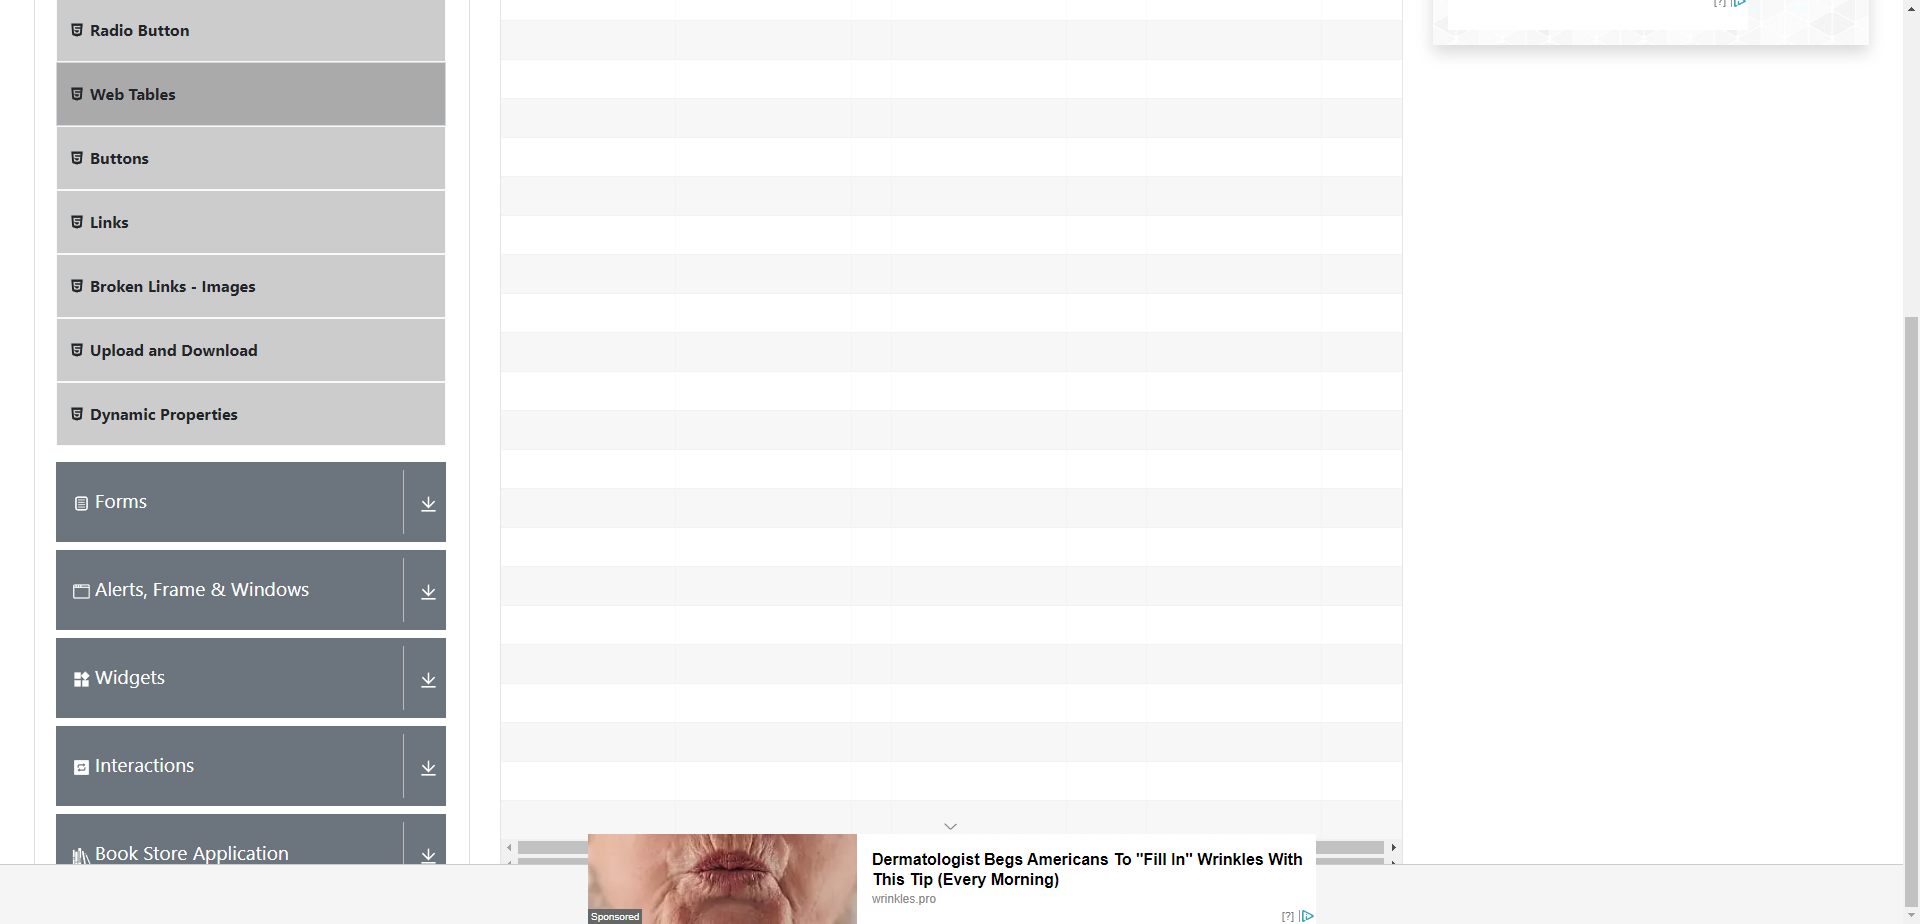 Radio Button
Web Tables
Buttons
Links
Broken Links - Images
Upload and Download
Dynamic Properties
Forms
Alerts, Frame & Windows
Widgets
Interactions
Book Store Application
[?]
Dermatologist Begs Americans To "Fill In" Wrinkles With
This Tip (Every Morning)
wrinkles.pro
Sponsored
[?]